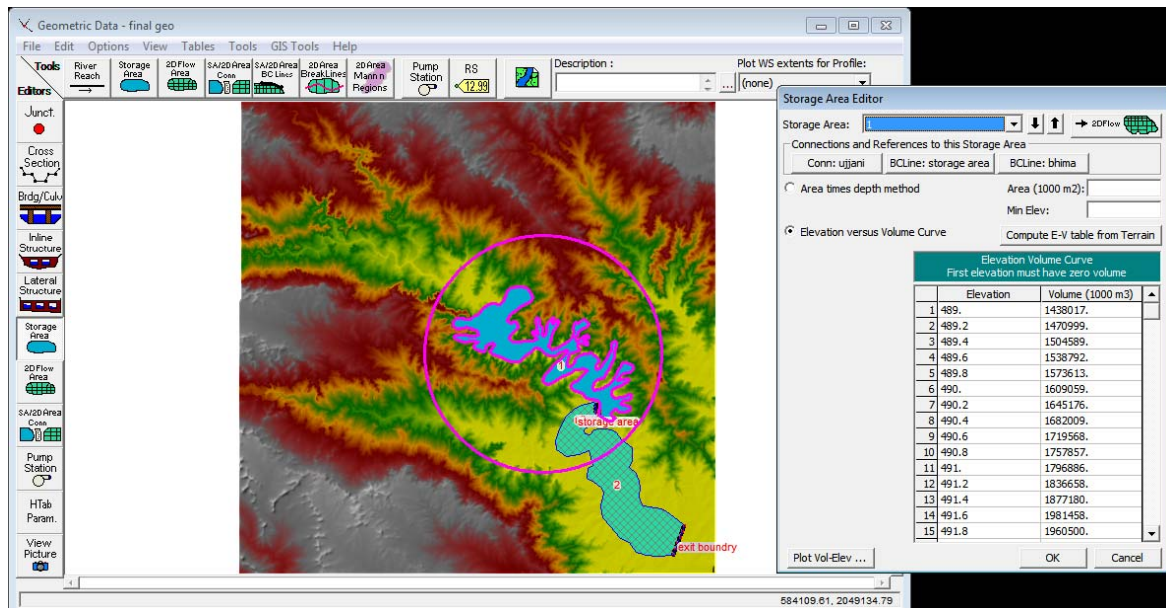 Geometric Data - final geo
File Edit Options View Tables Tools GIS Tools Help
Tools
Editors
River
Reach
Storage
Area
2D Flow
Area
SA/2D Area
Conn
SA/2D Area
BC Lines
2D Area
BreakLines
2D Area
Mann n
Regions
Pump
Station
RS
12.99
Description :
...
Plot WS extents for Profile:
(none)
Junct.
Cross
Section
Brdg/Culv
Inline
Structure
Lateral
Structure
Storage
Area
2D Flow
Area
SA/2D Area
Conn
Pump
Station
HTab
Param.
View
Picture
1
storage area
2
exit boundry
584109.61, 2049134.79
Storage Area Editor
Storage Area: 1 2DFlow
Connections and References to this Storage Area
Conn: ujjani BCLine: storage area BCLine: bhima
Area times depth method Area (1000 m2):
Min Elev:
Elevation versus Volume Curve Compute E-V table from Terrain
Elevation Volume Curve
First elevation must have zero volume
Elevation Volume (1000 m3)
1 489. 1438017.
2 489.2 1470999.
3 489.4 1504589.
4 489.6 1538792.
5 489.8 1573613.
6 490. 1609059.
7 490.2 1645176.
8 490.4 1682009.
9 490.6 1719568.
10 490.8 1757857.
11 491. 1796886.
12 491.2 1836658.
13 491.4 1877180.
14 491.6 1981458.
15 491.8 1960500.
Plot Vol-Elev ... OK Cancel